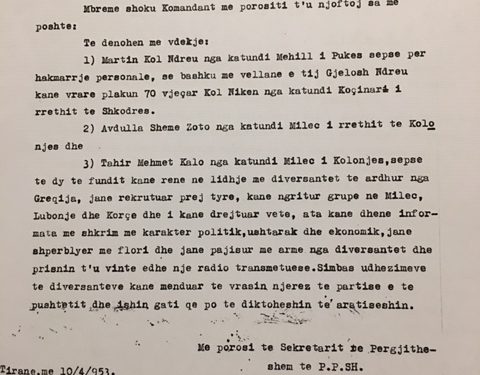 Mbreme shoku Komandant me porositi t'u njoftoj sa me
poshte:
Te denohen me vdekje:
1) Martin Kol Ndreu nga katundi Mehill i Pukes sepse per
hakmarrje personale, se bashku me vellane e tij Gjelosh Ndreu
kane vrare plakun 70 vjeçar Kol Niken nga katundi Koçinarë i
rrethit te Shkodres.
2) Avdulla Sheme Zoto nga katundi Milec i rrethit te Kolo
njes dhe
3) Tahir Mehmet Kalo nga katundi Milec i Kolonjes,sepse
te dy te fundit kane rene ne lidhje me diversantet te ardhur nga
Greqija, jane rekrutuar prej tyre, kane ngritur grupe ne Milec,
Lubonje dhe Korçe dhe i kane drejtuar vete, ata kane dhene infor-
mata me shkrim me karakter politik,ushtarak dhe ekonomik,jane
shperblyer me flori dhe jane pajisur me arme nga diversantet dhe
prisnin t'u vinte edhe nje radio transmetuese.Simbas udhezimeve
te diversanteve kane menduar te vrasin njerez te partise e te
pushtetit dhe ishin gati qe po te diktoheshin te arratiseshin.
Me porosi te Sekretarit te Pergjithe-
shem te P.P.SH.
Tirane,me 10/4/953.